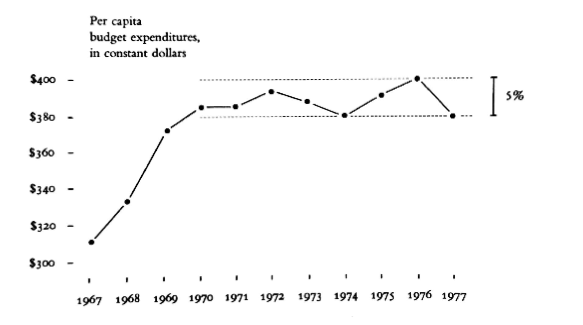 Per capita
budget expenditures,
in constant dollars
$400
5%
$380
$360
$340
$320
$300
1967 1968 1969 1970 1971 1972 1973 1974 1975 1976 1977